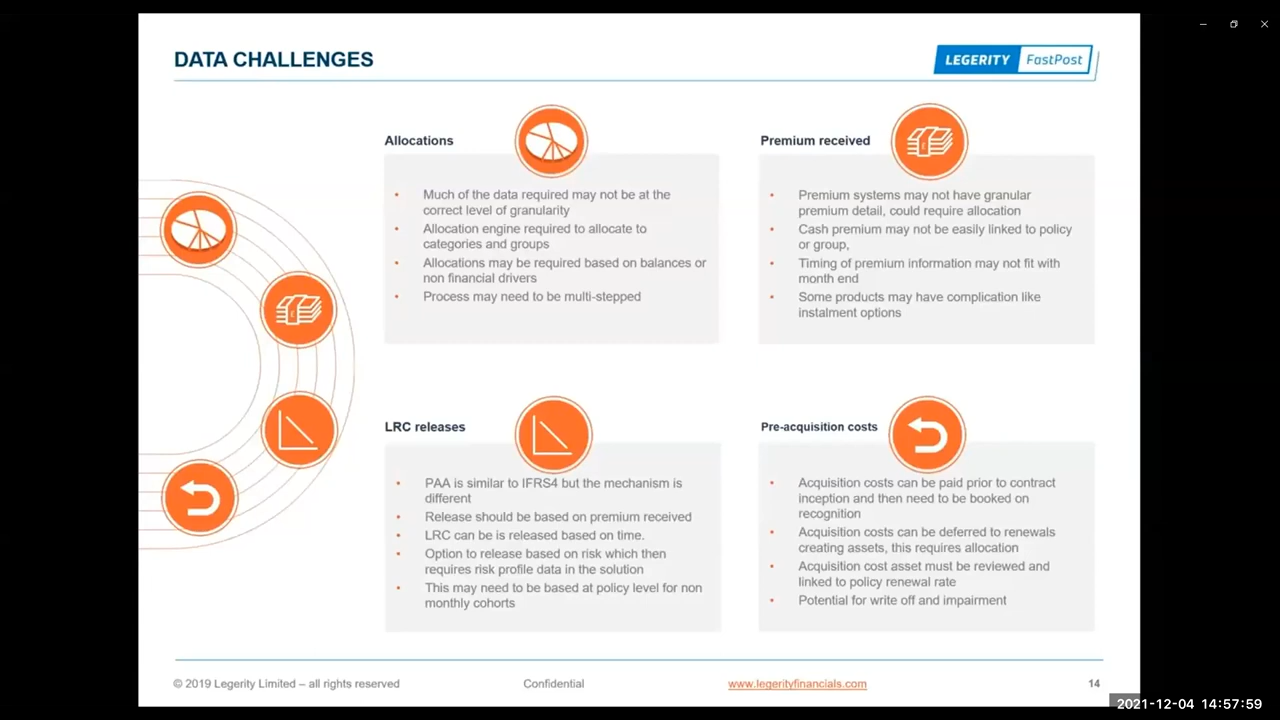 DATA CHALLENGES
LEGERITY FastPost
Allocations
Much of the data required may not be at the
correct level of granularity
Allocation engine required to allocate to
categories and groups
Allocations may be required based on balances or
non financial drivers
Process may need to be multi-stepped
Premium received
Premium systems may not have granular
premium detail, could require allocation
Cash premium may not be easily linked to policy
or group,
Timing of premium information may not fit with
month end
Some products may have complication like
instalment options
LRC releases
PAA is similar to IFRS4 but the mechanism is
different
Release should be based on premium received
LRC can be is released based on time.
Option to release based on risk which then
requires risk profile data in the solution
This may need to be based at policy level for non
monthly cohorts
Pre-acquisition costs
Acquisition costs can be paid prior to contract
inception and then need to be booked on
recognition
Acquisition costs can be deferred to renewals
creating assets, this requires allocation
Acquisition cost asset must be reviewed and
linked to policy renewal rate
Potential for write off and impairment
© 2019 Legerity Limited – all rights reserved
Confidential
www.legerityfinancials.com
14
2021-12-04 14:57:59